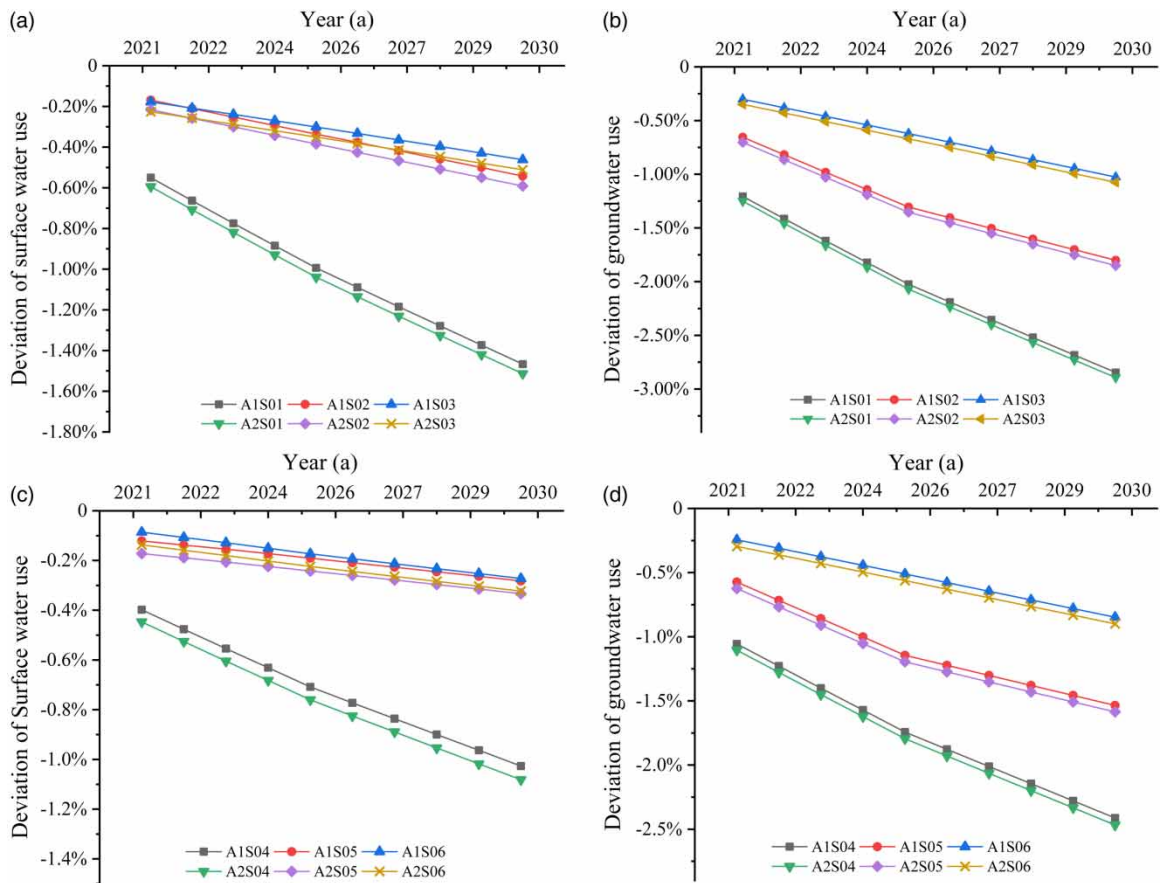 (a)
Year (a)
2021 2022 2024 2026 2027 2029 2030
0
-0.20%
-0.40%
-0.60%
-0.80%
-1.00%
-1.20%
-1.40%
-1.60%
-1.80%
Deviation of surface water use
A1S01 A1S02 A1S03
A2S01 A2S02 A2S03
(b)
Year (a)
2021 2022 2024 2026 2027 2029 2030
0
-0.50%
-1.00%
-1.50%
-2.00%
-2.50%
-3.00%
Deviation of groundwater use
A1S01 A1S02 A1S03
A2S01 A2S02 A2S03
(c)
Year (a)
2021 2022 2024 2026 2027 2029 2030
0
-0.2%
-0.4%
-0.6%
-0.8%
-1.0%
-1.2%
-1.4%
Deviation of Surface water use
A1S04 A1S05 A1S06
A2S04 A2S05 A2S06
(d)
Year (a)
2021 2022 2024 2026 2027 2029 2030
0
-0.5%
-1.0%
-1.5%
-2.0%
-2.5%
Deviation of groundwater use
A1S04 A1S05 A1S06
A2S04 A2S05 A2S06